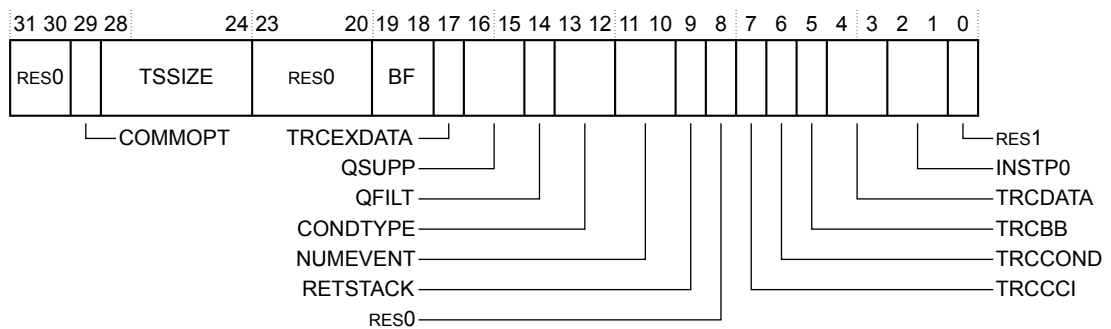 31 30 29 28 24 23 20 19 18 17 16 15 14 13 12 11 10 9 8 7 6 5 4 3 2 1 0
RES0 TSSIZE RES0 BF
COMMOPT TRCEXDATA RES1
QSUPP INSTP0
QFILT TRCDATA
CONDTYPE TRCBB
NUMEVENT TRCCOND
RETSTACK TRCCCI
RES0